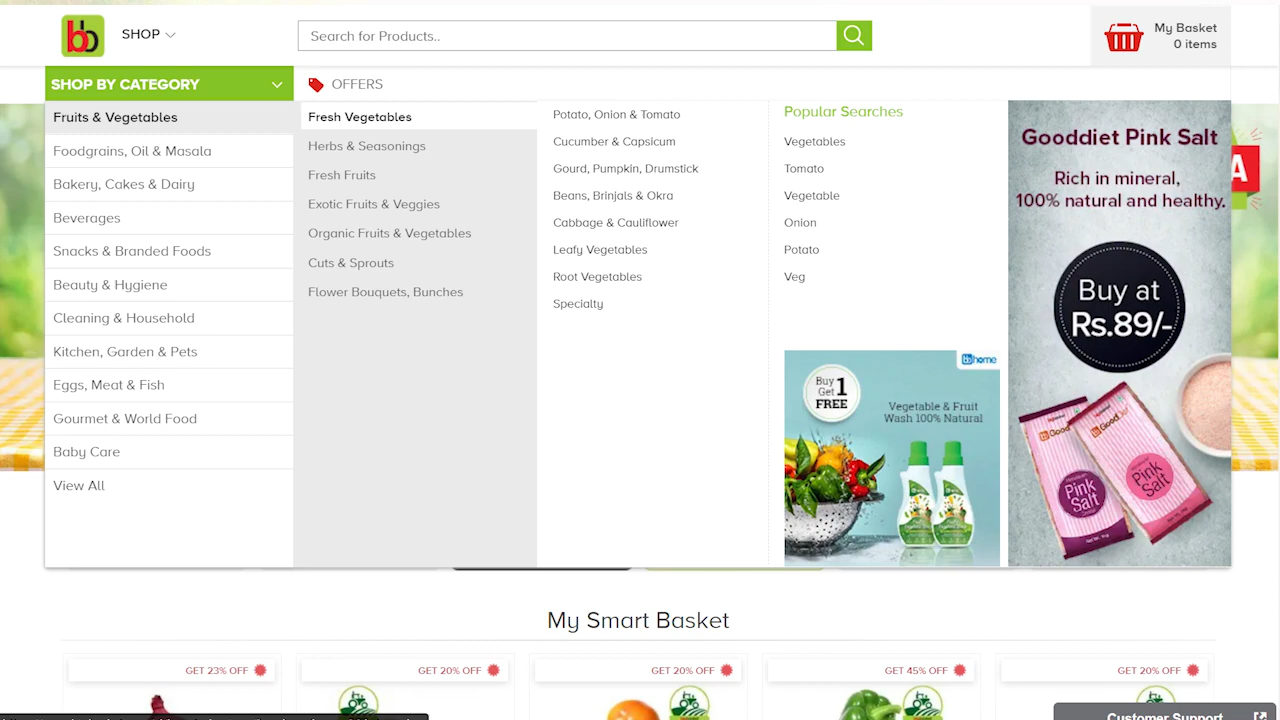 bb
SHOP
Search for Products..
My Basket
0 items
SHOP BY CATEGORY
OFFERS
Fruits & Vegetables
Foodgrains, Oil & Masala
Bakery, Cakes & Dairy
Beverages
Snacks & Branded Foods
Beauty & Hygiene
Cleaning & Household
Kitchen, Garden & Pets
Eggs, Meat & Fish
Gourmet & World Food
Baby Care
View All
Fresh Vegetables
Herbs & Seasonings
Fresh Fruits
Exotic Fruits & Veggies
Organic Fruits & Vegetables
Cuts & Sprouts
Flower Bouquets, Bunches
Potato, Onion & Tomato
Cucumber & Capsicum
Gourd, Pumpkin, Drumstick
Beans, Brinjals & Okra
Cabbage & Cauliflower
Leafy Vegetables
Root Vegetables
Specialty
Popular Searches
Vegetables
Tomato
Vegetable
Onion
Potato
Veg
bb home
Buy 1
Get
FREE
Vegetable & Fruit
Wash 100% Natural
Gooddiet Pink Salt
Rich in mineral,
100% natural and healthy.
Buy at
Rs.89/-
Pink
Salt
Pink
Salt
A
My Smart Basket
GET 23% OFF
GET 20% OFF
GET 20% OFF
GET 45% OFF
GET 20% OFF
Customer Support